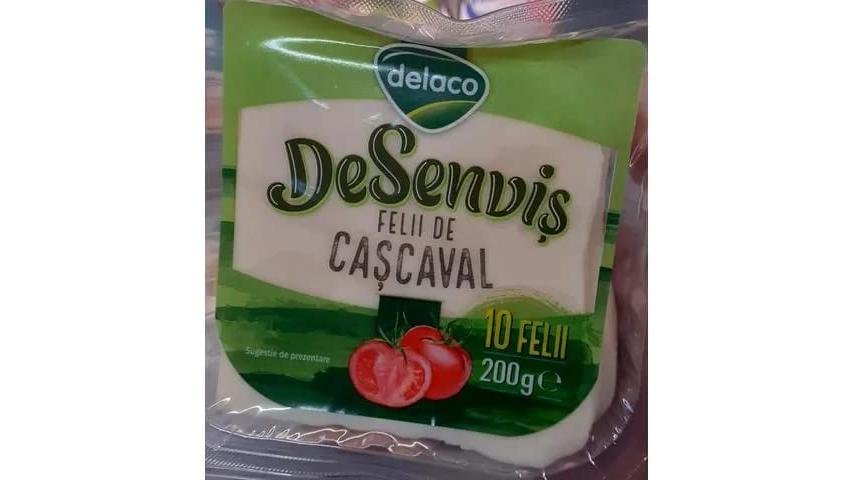 delaco
DeSenviș
FELII DE
CAȘCAVAL
10 FELII
200g ℮
Sugestie de prezentare